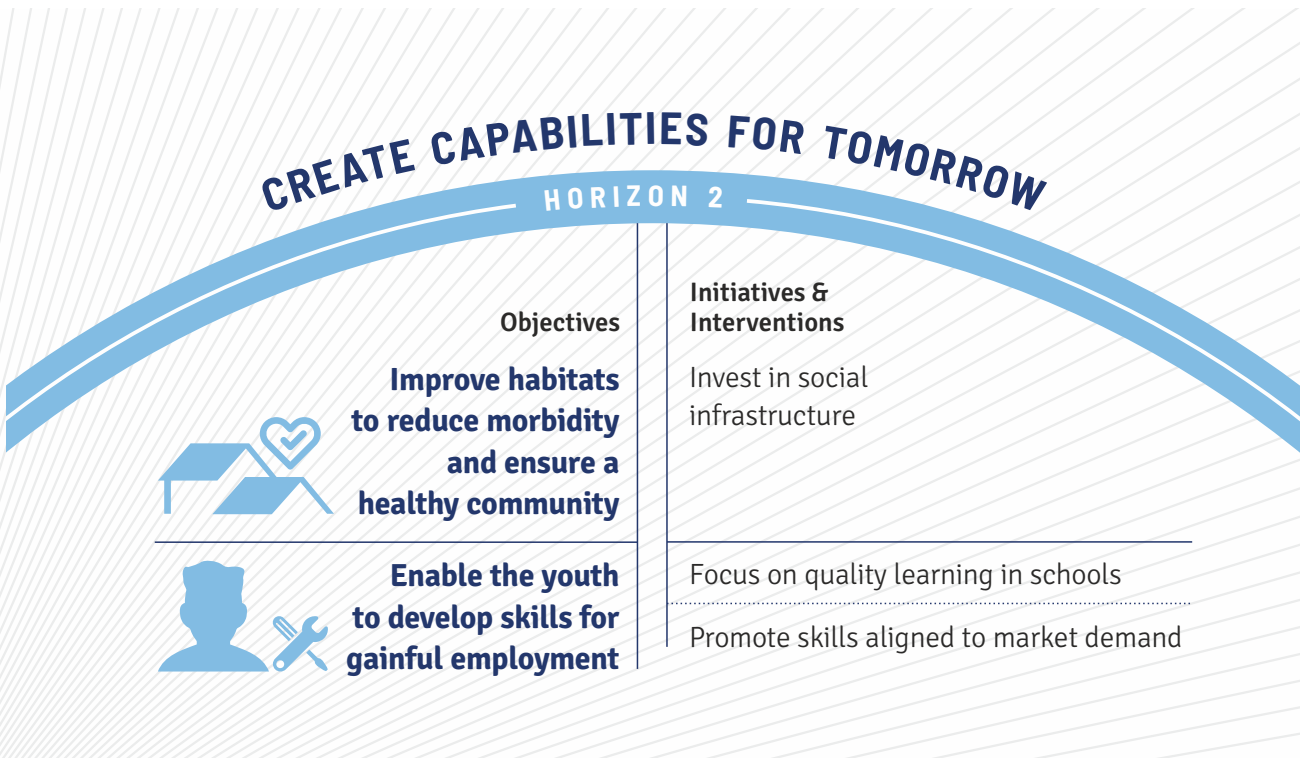 CREATE CAPABILITIES FOR TOMORROW
HORIZON 2
Objectives
Initiatives &
Interventions
Improve habitats
to reduce morbidity
and ensure a
healthy community
Invest in social
infrastructure
Enable the youth
to develop skills for
gainful employment
Focus on quality learning in schools
Promote skills aligned to market demand